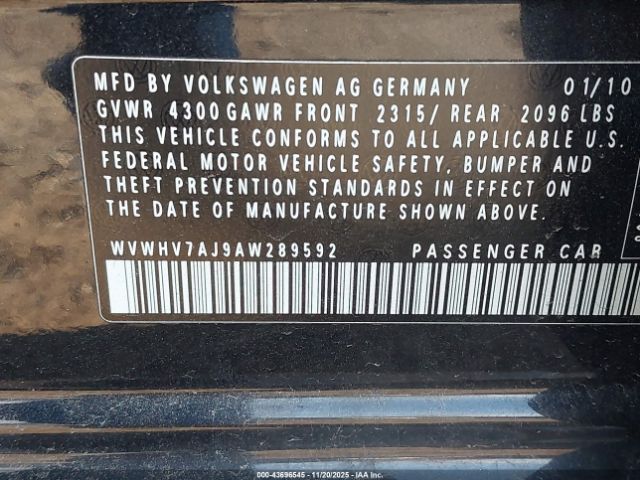 MFD BY VOLKSWAGEN AG GERMANY 01/10
GVWR 4300 GAWR FRONT 2315/ REAR 2096 LBS
THIS VEHICLE CONFORMS TO ALL APPLICABLE U.S.
FEDERAL MOTOR VEHICLE SAFETY, BUMPER AND
THEFT PREVENTION STANDARDS IN EFFECT ON
THE DATE OF MANUFACTURE SHOWN ABOVE.
WVWHV7AJ9AW289592 PASSENGER CAR
000-43696545 - 11/20/2025 - IAA Inc.